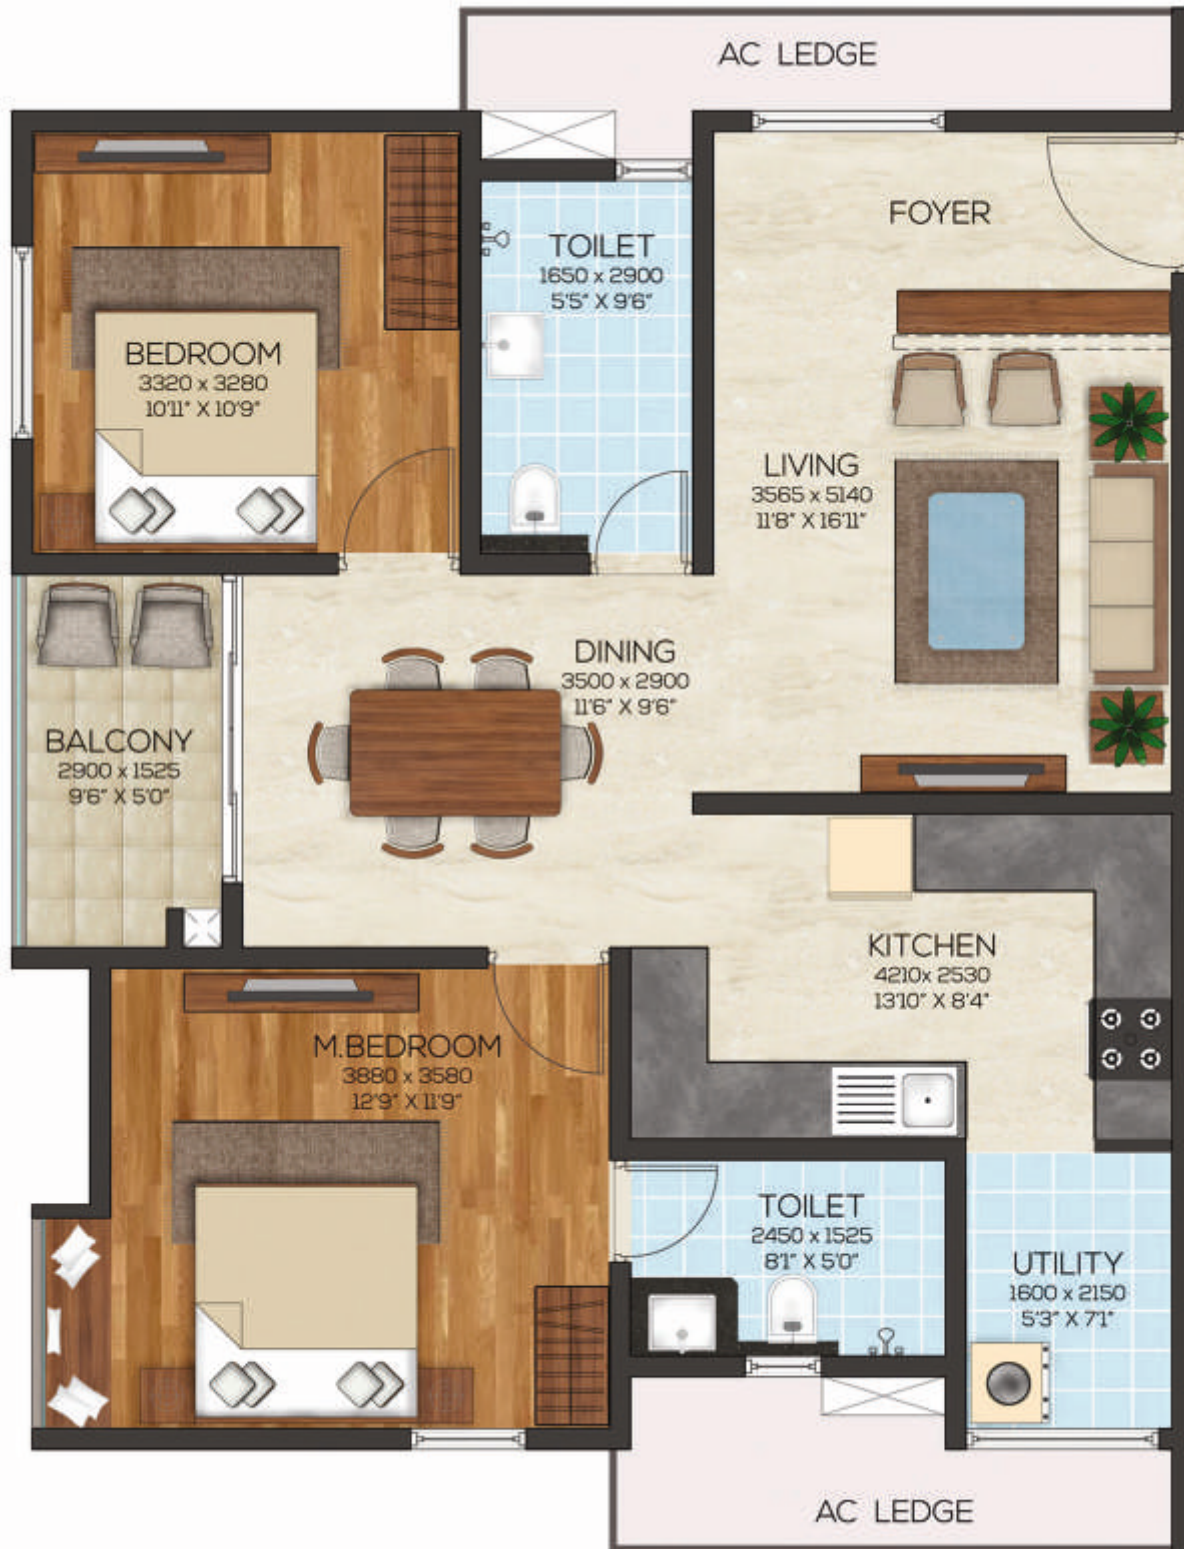 AC LEDGE
FOYER
TOILET
1650 x 2900
5'5" X 9'6"
BEDROOM
3320 x 3280
10'11" X 10'9"
LIVING
3565 x 5140
11'8" X 16'11"
DINING
3500 x 2900
11'6" X 9'6"
BALCONY
2900 x 1525
9'6" X 5'0"
KITCHEN
4210x 2530
13'10" X 8'4"
M.BEDROOM
3880 x 3580
12'9" X 11'9"
TOILET
2450 x 1525
8'1" X 5'0"
UTILITY
1600 x 2150
5'3" X 7'1"
AC LEDGE